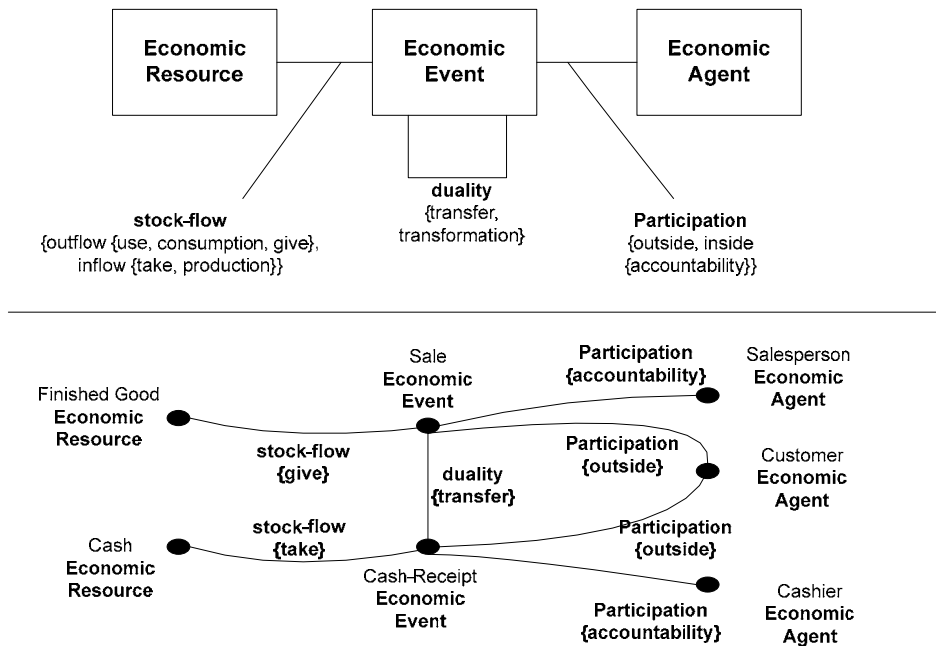 Economic
Resource
Economic
Event
Economic
Agent
stock-flow
{outflow {use, consumption, give},
inflow {take, production}}
duality
{transfer,
transformation}
Participation
{outside, inside
{accountability}}
Finished Good
Economic
Resource
Sale
Economic
Event
Participation
{accountability}
Salesperson
Economic
Agent
stock-flow
{give}
duality
{transfer}
Participation
{outside}
Customer
Economic
Agent
Cash
Economic
Resource
stock-flow
{take}
Cash-Receipt
Economic
Event
Participation
{outside}
Participation
{accountability}
Cashier
Economic
Agent